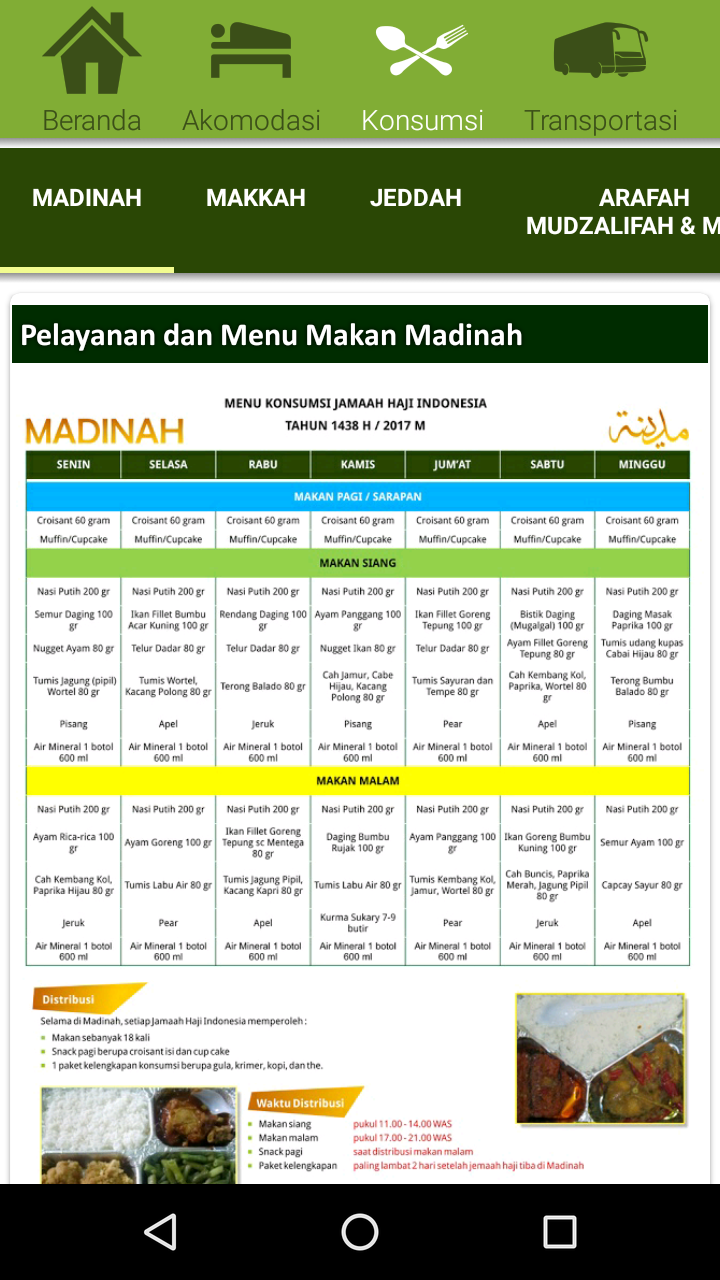 Beranda Akomodasi Konsumsi Transportasi
MADINAH MAKKAH JEDDAH ARAFAH
MUDZALIFAH & M
Pelayanan dan Menu Makan Madinah
MENU KONSUMSI JAMAAH HAJI INDONESIA
MADINAH TAHUN 1438 H / 2017 M مدينة
SENIN SELASA RABU KAMIS JUM'AT SABTU MINGGU
MAKAN PAGI / SARAPAN
Croisant 60 gram Croisant 60 gram Croisant 60 gram Croisant 60 gram Croisant 60 gram Croisant 60 gram Croisant 60 gram
Muffin/Cupcake Muffin/Cupcake Muffin/Cupcake Muffin/Cupcake Muffin/Cupcake Muffin/Cupcake Muffin/Cupcake
MAKAN SIANG
Nasi Putih 200 gr Nasi Putih 200 gr Nasi Putih 200 gr Nasi Putih 200 gr Nasi Putih 200 gr Nasi Putih 200 gr Nasi Putih 200 gr
Semur Daging 100 Ikan Fillet Bumbu Rendang Daging 100 Ayam Panggang 100 Ikan Fillet Goreng Bistik Daging Daging Masak
gr Acar Kuning 100 gr gr gr Tepung 100 gr (Mugalgal) 100 gr Paprika 100 gr
Nugget Ayam 80 gr Telur Dadar 80 gr Telur Dadar 80 gr Nugget Ikan 80 gr Telur Dadar 80 gr Ayam Fillet Goreng Tumis udang kupas
Tepung 80 gr Cabai Hijau 80 gr
Tumis Jagung (pipil) Tumis Wortel, Terong Balado 80 gr Cah Jamur, Cabe Tumis Sayuran dan Cah Kembang Kol, Terong Bumbu
Wortel 80 gr Kacang Polong 80 gr Hijau, Kacang Tempe 80 gr Paprika, Wortel 80 Balado 80 gr
Polong 80 gr gr
Pisang Apel Jeruk Pisang Pear Apel Pisang
Air Mineral 1 botol Air Mineral 1 botol Air Mineral 1 botol Air Mineral 1 botol Air Mineral 1 botol Air Mineral 1 botol Air Mineral 1 botol
600 ml 600 ml 600 ml 600 ml 600 ml 600 ml 600 ml
MAKAN MALAM
Nasi Putih 200 gr Nasi Putih 200 gr Nasi Putih 200 gr Nasi Putih 200 gr Nasi Putih 200 gr Nasi Putih 200 gr Nasi Putih 200 gr
Ayam Rica-rica 100 Ayam Goreng 100 gr Ikan Fillet Goreng Daging Bumbu Ayam Panggang 100 Ikan Goreng Bumbu Semur Ayam 100 gr
gr Tepung sc Mentega Rujak 100 gr gr Kuning 100 gr
80 gr
Cah Kembang Kol, Tumis Labu Air 80 gr Tumis Jagung Pipil, Tumis Labu Air 80 gr Tumis Kembang Kol, Cah Buncis, Paprika Capcay Sayur 80 gr
Paprika Hijau 80 gr Kacang Kapri 80 gr Jamur, Wortel 80 gr Merah, Jagung Pipil
80 gr
Jeruk Pear Apel Kurma Sukary 7-9 Pear Jeruk Apel
butir
Air Mineral 1 botol Air Mineral 1 botol Air Mineral 1 botol Air Mineral 1 botol Air Mineral 1 botol Air Mineral 1 botol Air Mineral 1 botol
600 ml 600 ml 600 ml 600 ml 600 ml 600 ml 600 ml
Distribusi
Selama di Madinah, setiap Jamaah Haji Indonesia memperoleh :
Makan sebanyak 18 kali
Snack pagi berupa croisant isi dan cup cake
1 paket kelengkapan konsumsi berupa gula, krimer, kopi, dan the.
Waktu Distribusi
Makan siang pukul 11.00 - 14.00 WAS
Makan malam pukul 17.00 - 21.00 WAS
Snack pagi saat distribusi makan malam
Paket kelengkapan paling lambat 2 hari setelah jemaah haji tiba di Madinah